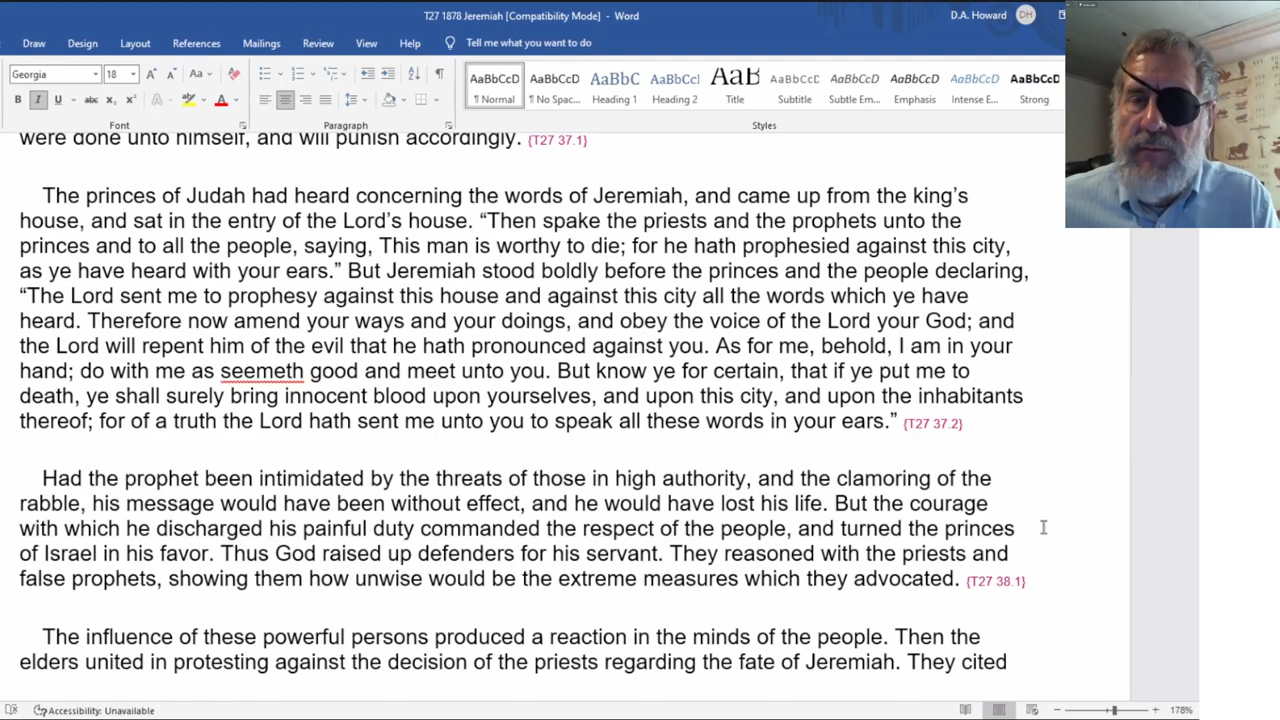 T27 1878 Jeremiah [Compatibility Mode] - Word
D.A. Howard DH
Draw Design Layout References Mailings Review View Help Tell me what you want to do
Georgia 18 Aa
B I U abc x₂ x² A ab A
AaBbCcD AaBbCcD AaBbC AaBbCcI AaB AaBbCcD AaBbCcD AaBbCcD AaBbCcD AaBbCc
¶ Normal ¶ No Spac... Heading 1 Heading 2 Title Subtitle Subtle Em... Emphasis Intense E... Strong
Font Paragraph Styles
were done unto himself, and will punish accordingly. {T27 37.1}
The princes of Judah had heard concerning the words of Jeremiah, and came up from the king’s
house, and sat in the entry of the Lord’s house. “Then spake the priests and the prophets unto the
princes and to all the people, saying, This man is worthy to die; for he hath prophesied against this city,
as ye have heard with your ears.” But Jeremiah stood boldly before the princes and the people declaring,
“The Lord sent me to prophesy against this house and against this city all the words which ye have
heard. Therefore now amend your ways and your doings, and obey the voice of the Lord your God; and
the Lord will repent him of the evil that he hath pronounced against you. As for me, behold, I am in your
hand; do with me as seemeth good and meet unto you. But know ye for certain, that if ye put me to
death, ye shall surely bring innocent blood upon yourselves, and upon this city, and upon the inhabitants
thereof; for of a truth the Lord hath sent me unto you to speak all these words in your ears.” {T27 37.2}
Had the prophet been intimidated by the threats of those in high authority, and the clamoring of the
rabble, his message would have been without effect, and he would have lost his life. But the courage
with which he discharged his painful duty commanded the respect of the people, and turned the princes
of Israel in his favor. Thus God raised up defenders for his servant. They reasoned with the priests and
false prophets, showing them how unwise would be the extreme measures which they advocated. {T27 38.1}
The influence of these powerful persons produced a reaction in the minds of the people. Then the
elders united in protesting against the decision of the priests regarding the fate of Jeremiah. They cited
Accessibility: Unavailable
178%